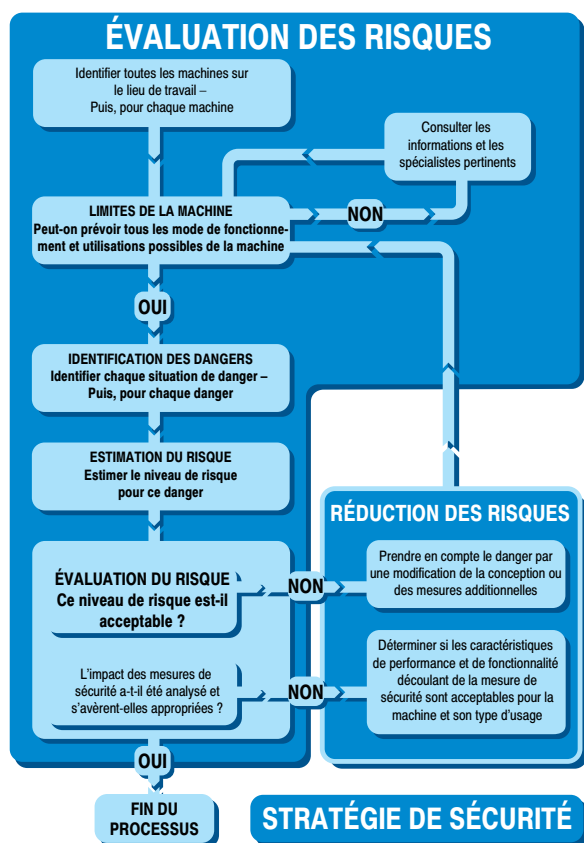 ÉVALUATION DES RISQUES
Identifier toutes les machines sur
le lieu de travail –
Puis, pour chaque machine
Consulter les
informations et les
spécialistes pertinents
LIMITES DE LA MACHINE
Peut-on prévoir tous les mode de fonctionne-
ment et utilisations possibles de la machine
NON
OUI
IDENTIFICATION DES DANGERS
Identifier chaque situation de danger –
Puis, pour chaque danger
ESTIMATION DU RISQUE
Estimer le niveau de risque
pour ce danger
RÉDUCTION DES RISQUES
ÉVALUATION DU RISQUE
Ce niveau de risque est-il
acceptable ?
NON
Prendre en compte le danger par
une modification de la conception ou
des mesures additionnelles
L'impact des mesures de
sécurité a-t-il été analysé et
s'avèrent-elles appropriées ?
NON
Déterminer si les caractéristiques
de performance et de fonctionnalité
découlant de la mesure de
sécurité sont acceptables pour la
machine et son type d'usage
OUI
FIN DU
PROCESSUS
STRATÉGIE DE SÉCURITÉ